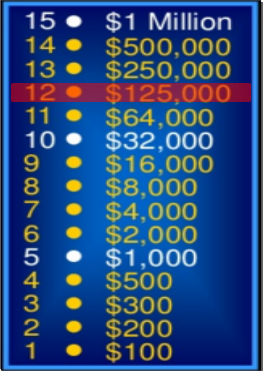 15 • $1 Million
14 • $500,000
13 • $250,000
12 • $125,000
11 • $64,000
10 • $32,000
9 • $16,000
8 • $8,000
7 • $4,000
6 • $2,000
5 • $1,000
4 • $500
3 • $300
2 • $200
1 • $100